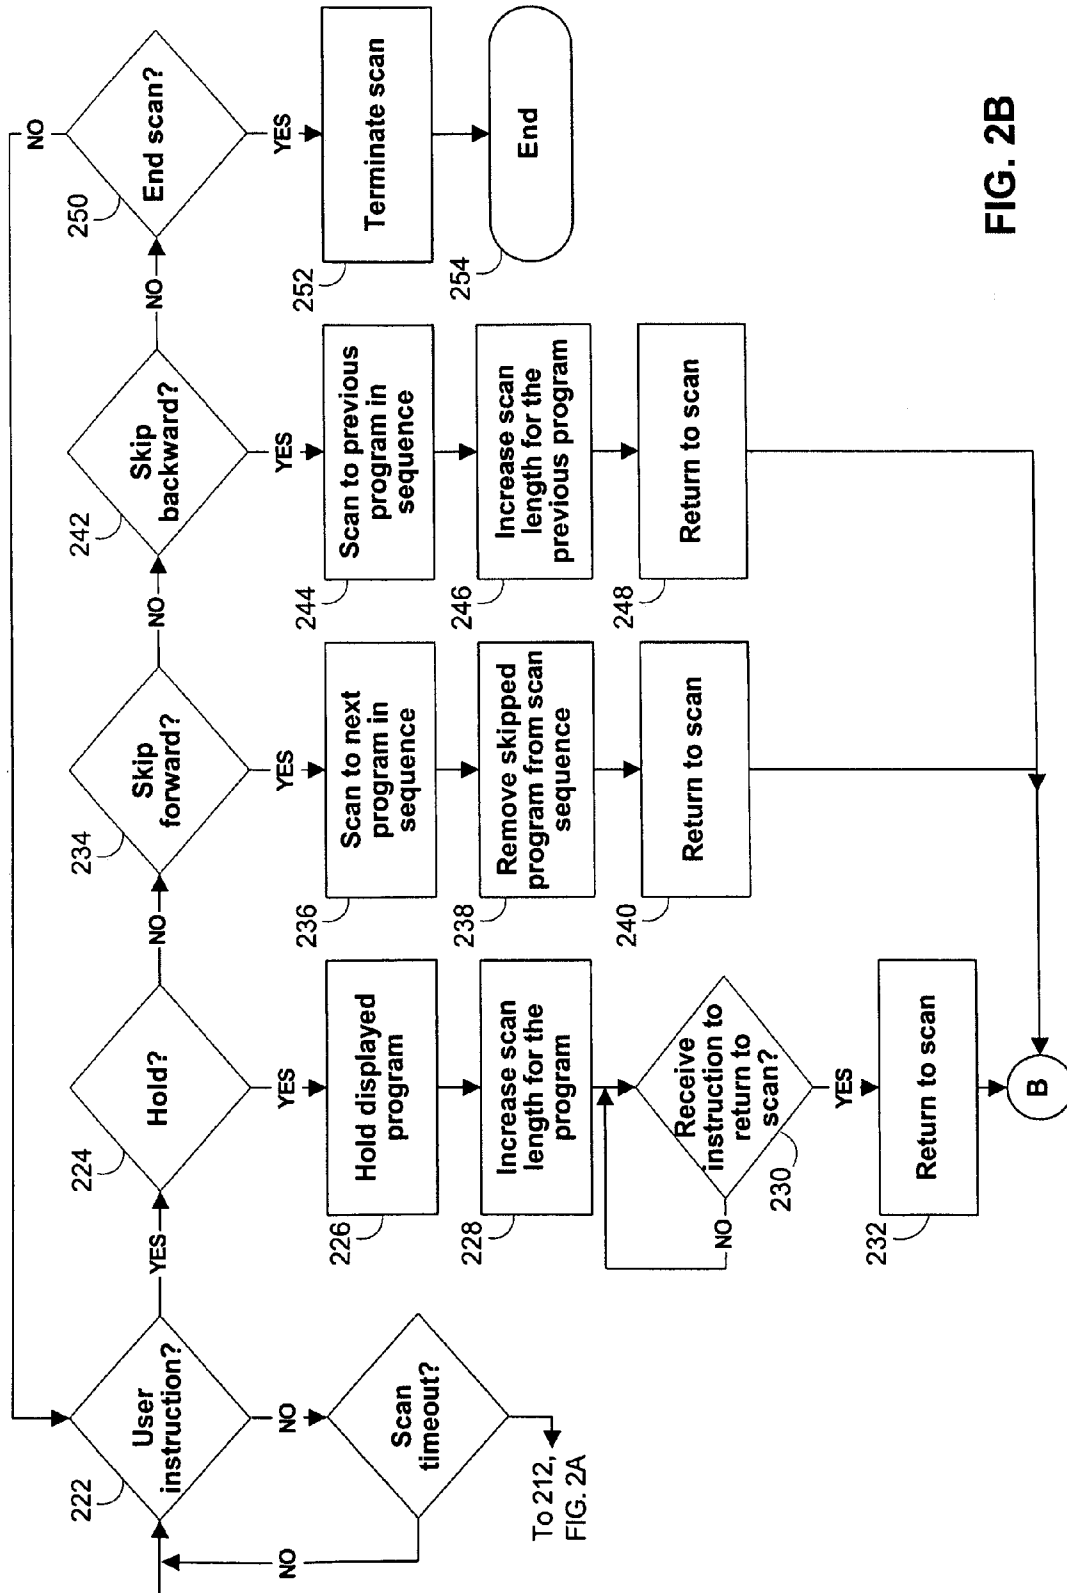 222
User
instruction?
YES
NO
Scan
timeout?
NO
To 212,
FIG. 2A
224
Hold?
NO
YES
226
Hold displayed
program
228
Increase scan
length for the
program
Receive
instruction to
return to
scan?
230
NO
YES
232
Return to scan
B
234
Skip
forward?
NO
YES
236
Scan to next
program in
sequence
238
Remove skipped
program from scan
sequence
240
Return to scan
242
Skip
backward?
NO
YES
244
Scan to previous
program in
sequence
246
Increase scan
length for the
previous program
248
Return to scan
250
End scan?
NO
YES
252
Terminate scan
254
End
FIG. 2B